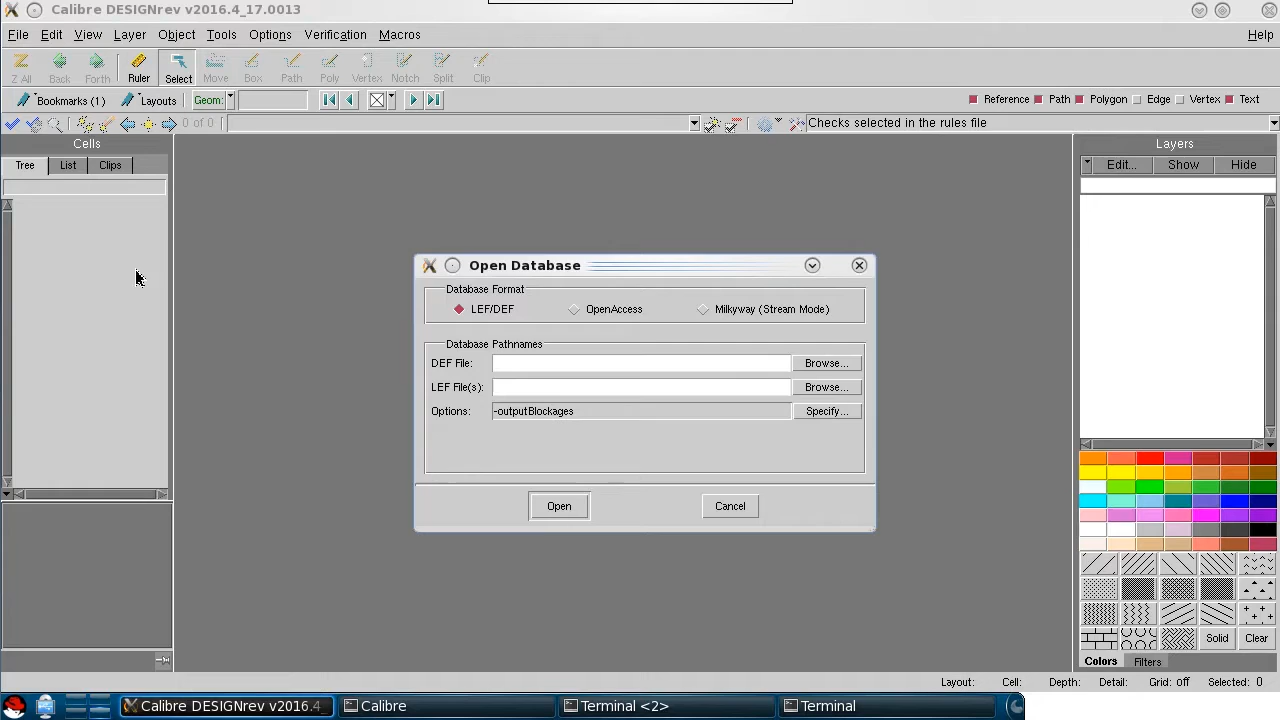 Calibre DESIGNrev v2016.4_17.0013
File Edit View Layer Object Tools Options Verification Macros Help
Z All Back Forth Ruler Select Move Box Path Poly Vertex Notch Split Clip
Bookmarks (1) Layouts Geom: Reference Path Polygon Edge Vertex Text
0 of 0 Checks selected in the rules file
Cells
Tree List Clips
Layers
Edit... Show Hide
Open Database
Database Format
LEF/DEF OpenAccess Milkyway (Stream Mode)
Database Pathnames
DEF File: Browse...
LEF File(s): Browse...
Options: -outputBlockages Specify...
Open Cancel
Solid Clear
Colors Filters
Layout: Cell: Depth: Detail: Grid: Off Selected: 0
Calibre DESIGNrev v2016.4_ Calibre Terminal <2> Terminal